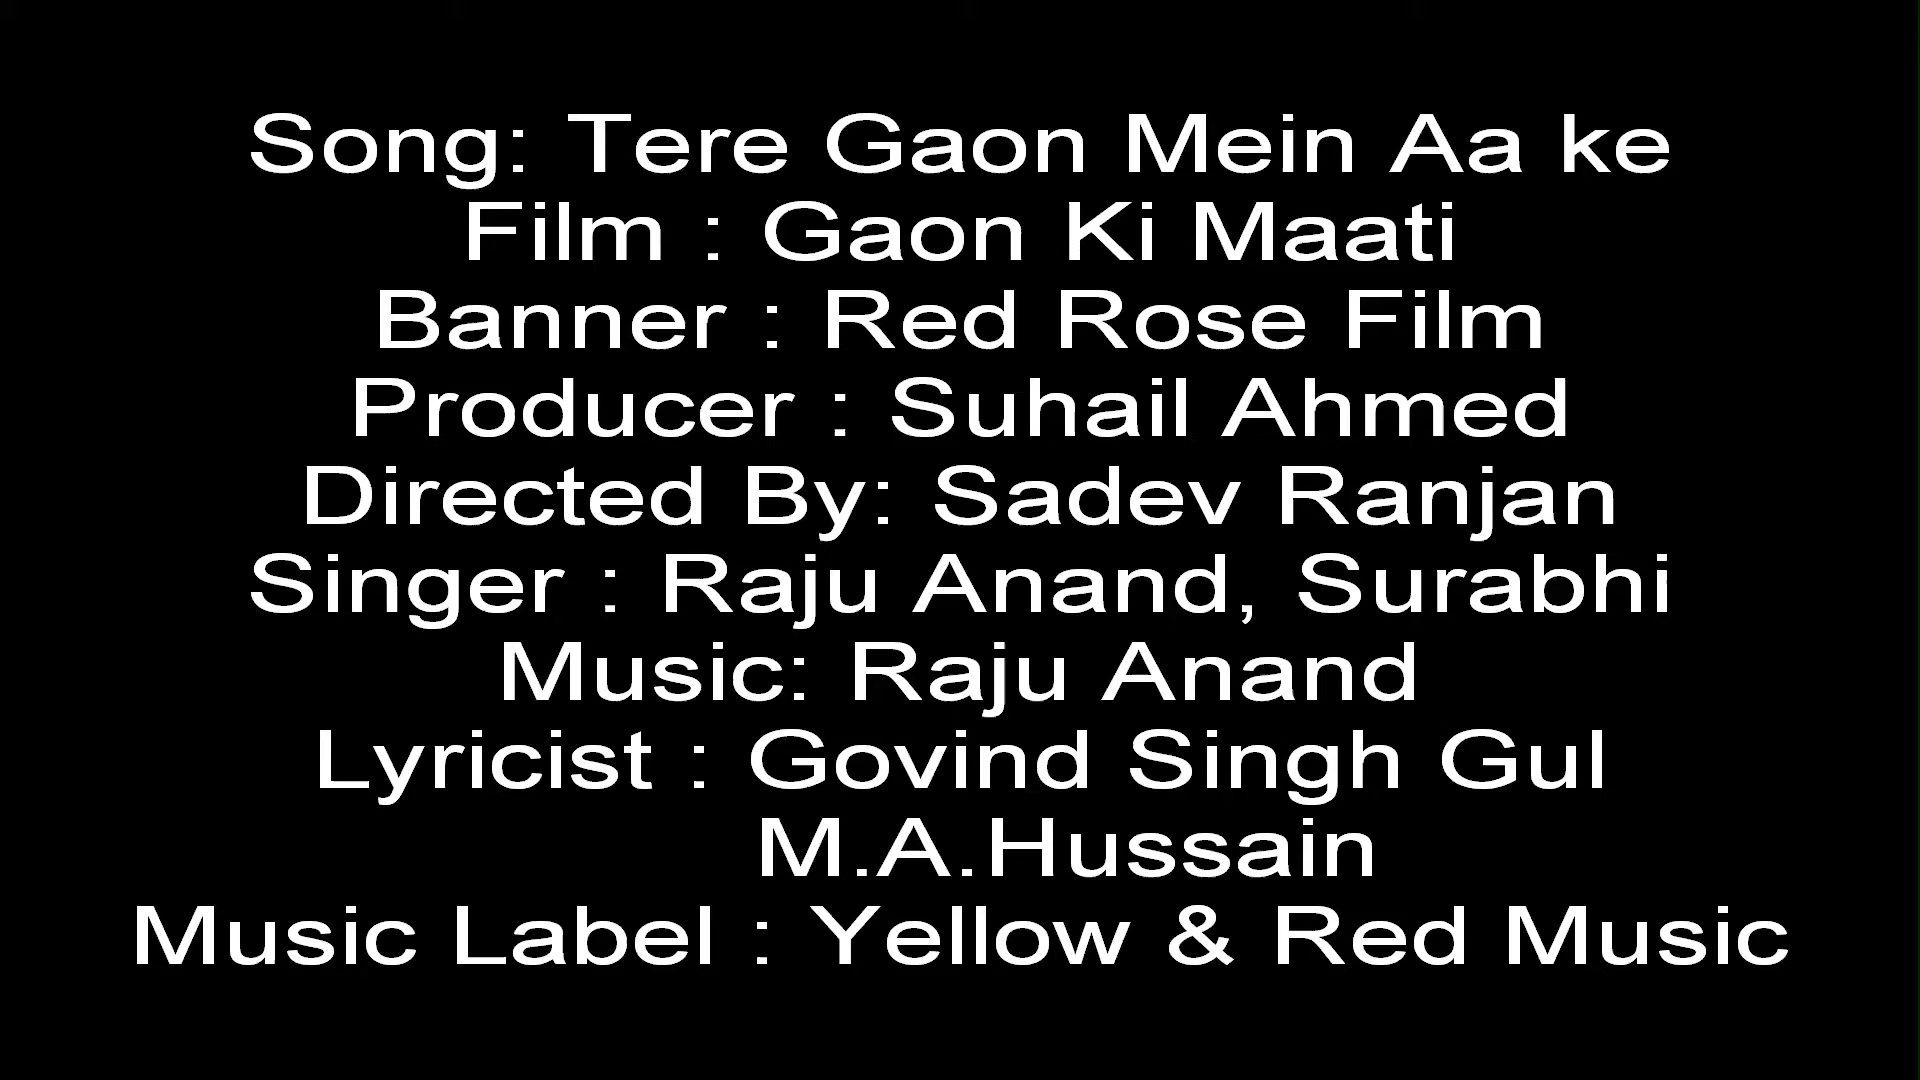 Song: Tere Gaon Mein Aa ke
Film : Gaon Ki Maati
Banner : Red Rose Film
Producer : Suhail Ahmed
Directed By: Sadev Ranjan
Singer : Raju Anand, Surabhi
Music: Raju Anand
Lyricist : Govind Singh Gul
M.A.Hussain
Music Label : Yellow & Red Music